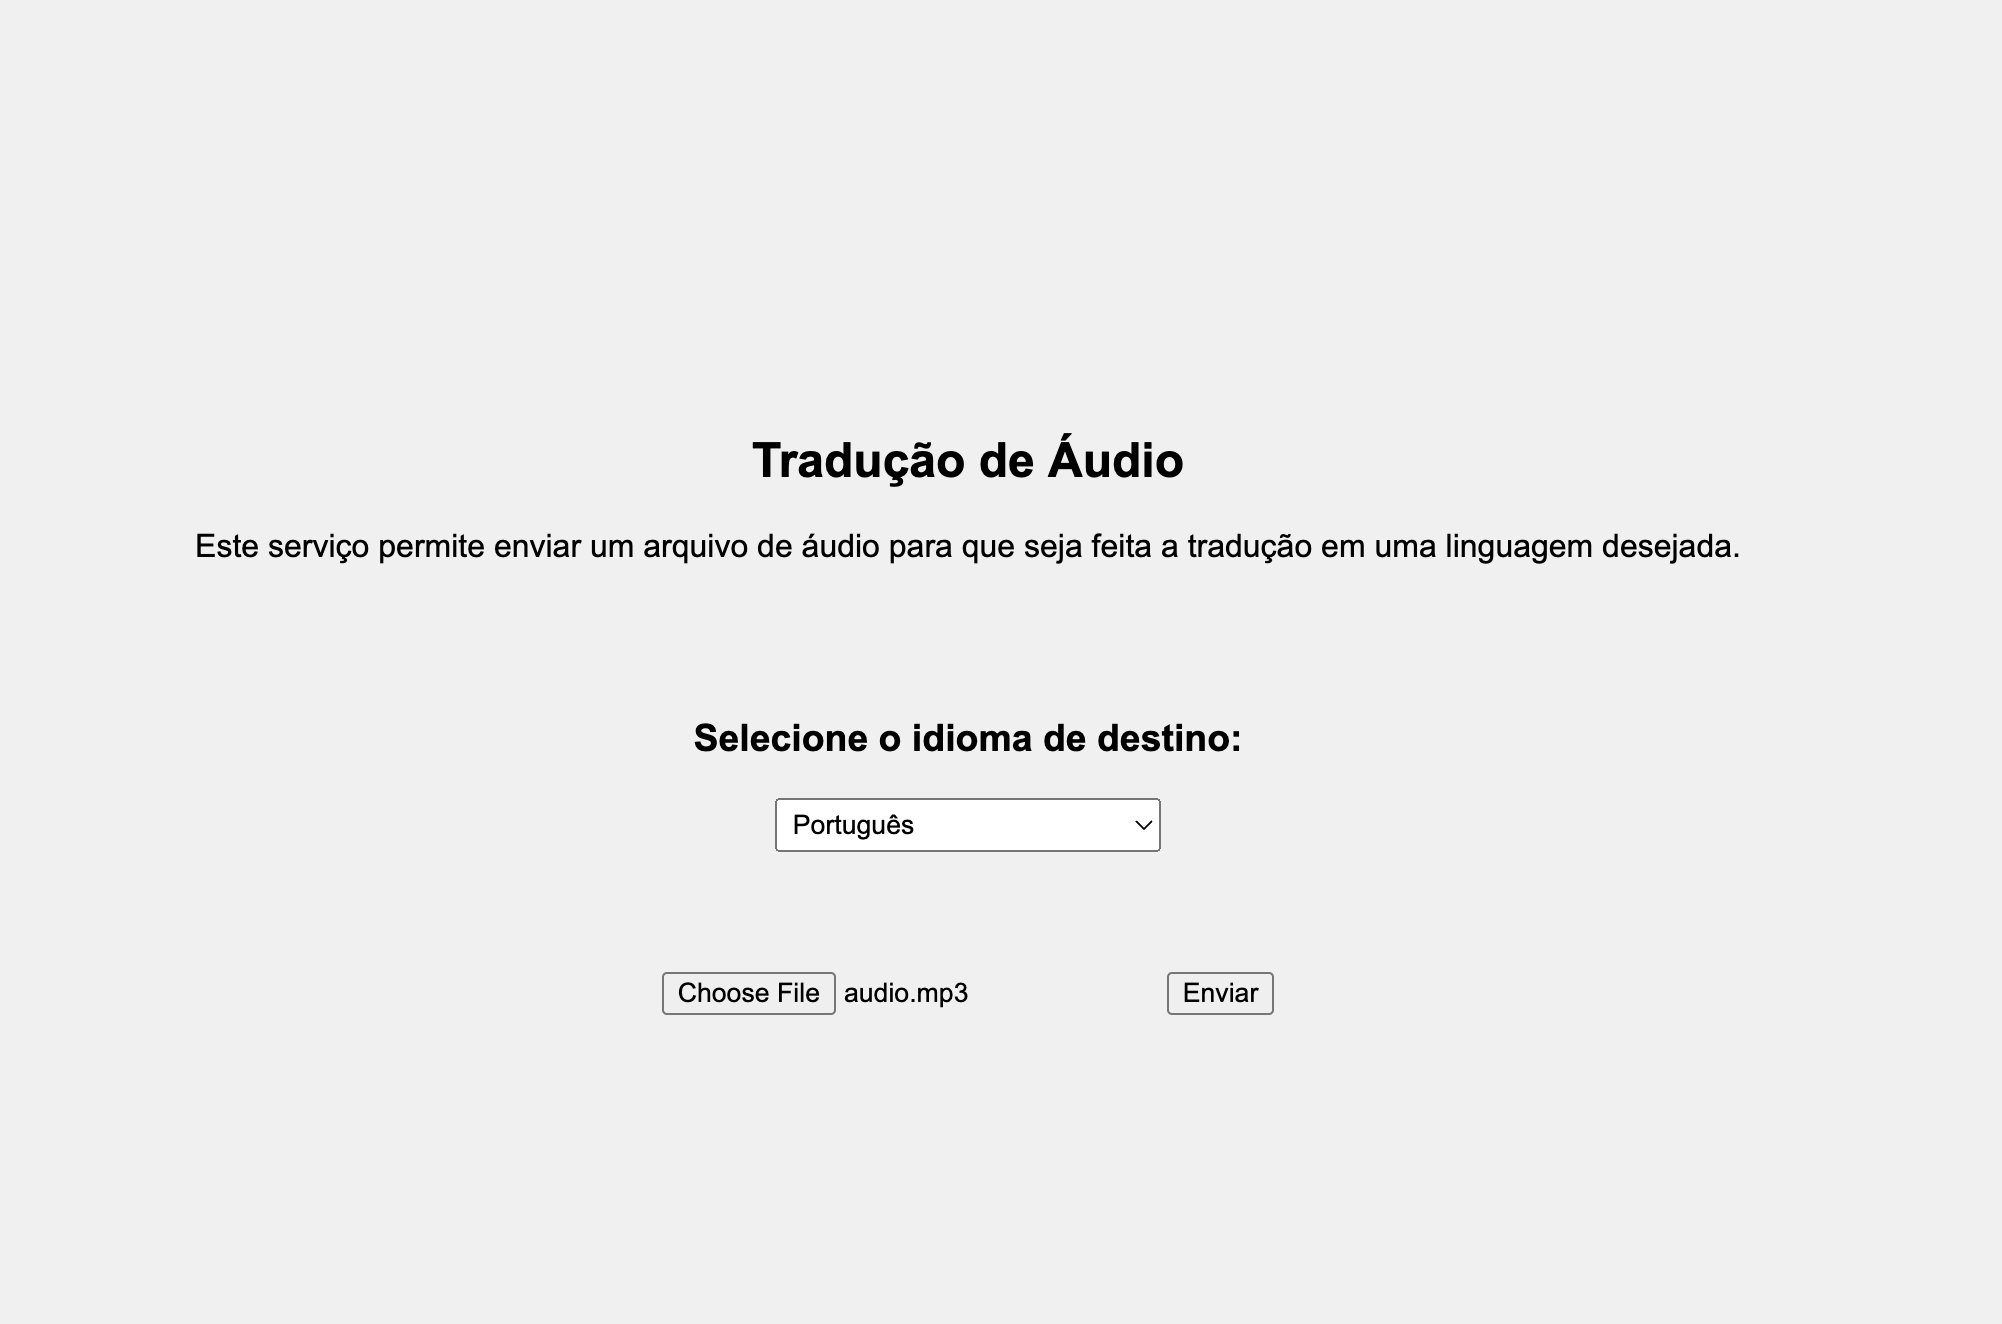 Tradução de Áudio
Este serviço permite enviar um arquivo de áudio para que seja feita a tradução em uma linguagem desejada.
Selecione o idioma de destino:
Português
Choose File audio.mp3 Enviar